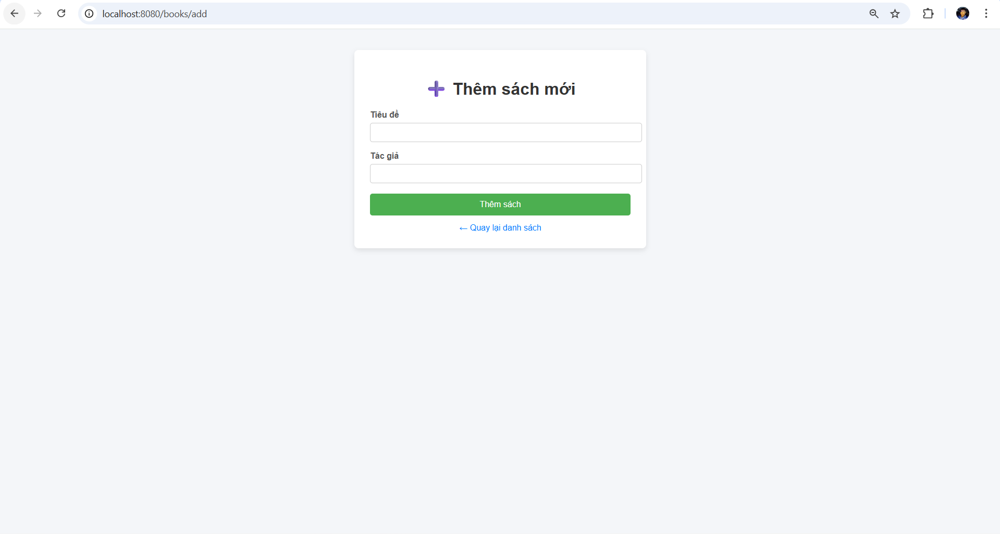 localhost:8080/books/add
➕ Thêm sách mới
Tiêu đề
Tác giả
Thêm sách
← Quay lại danh sách